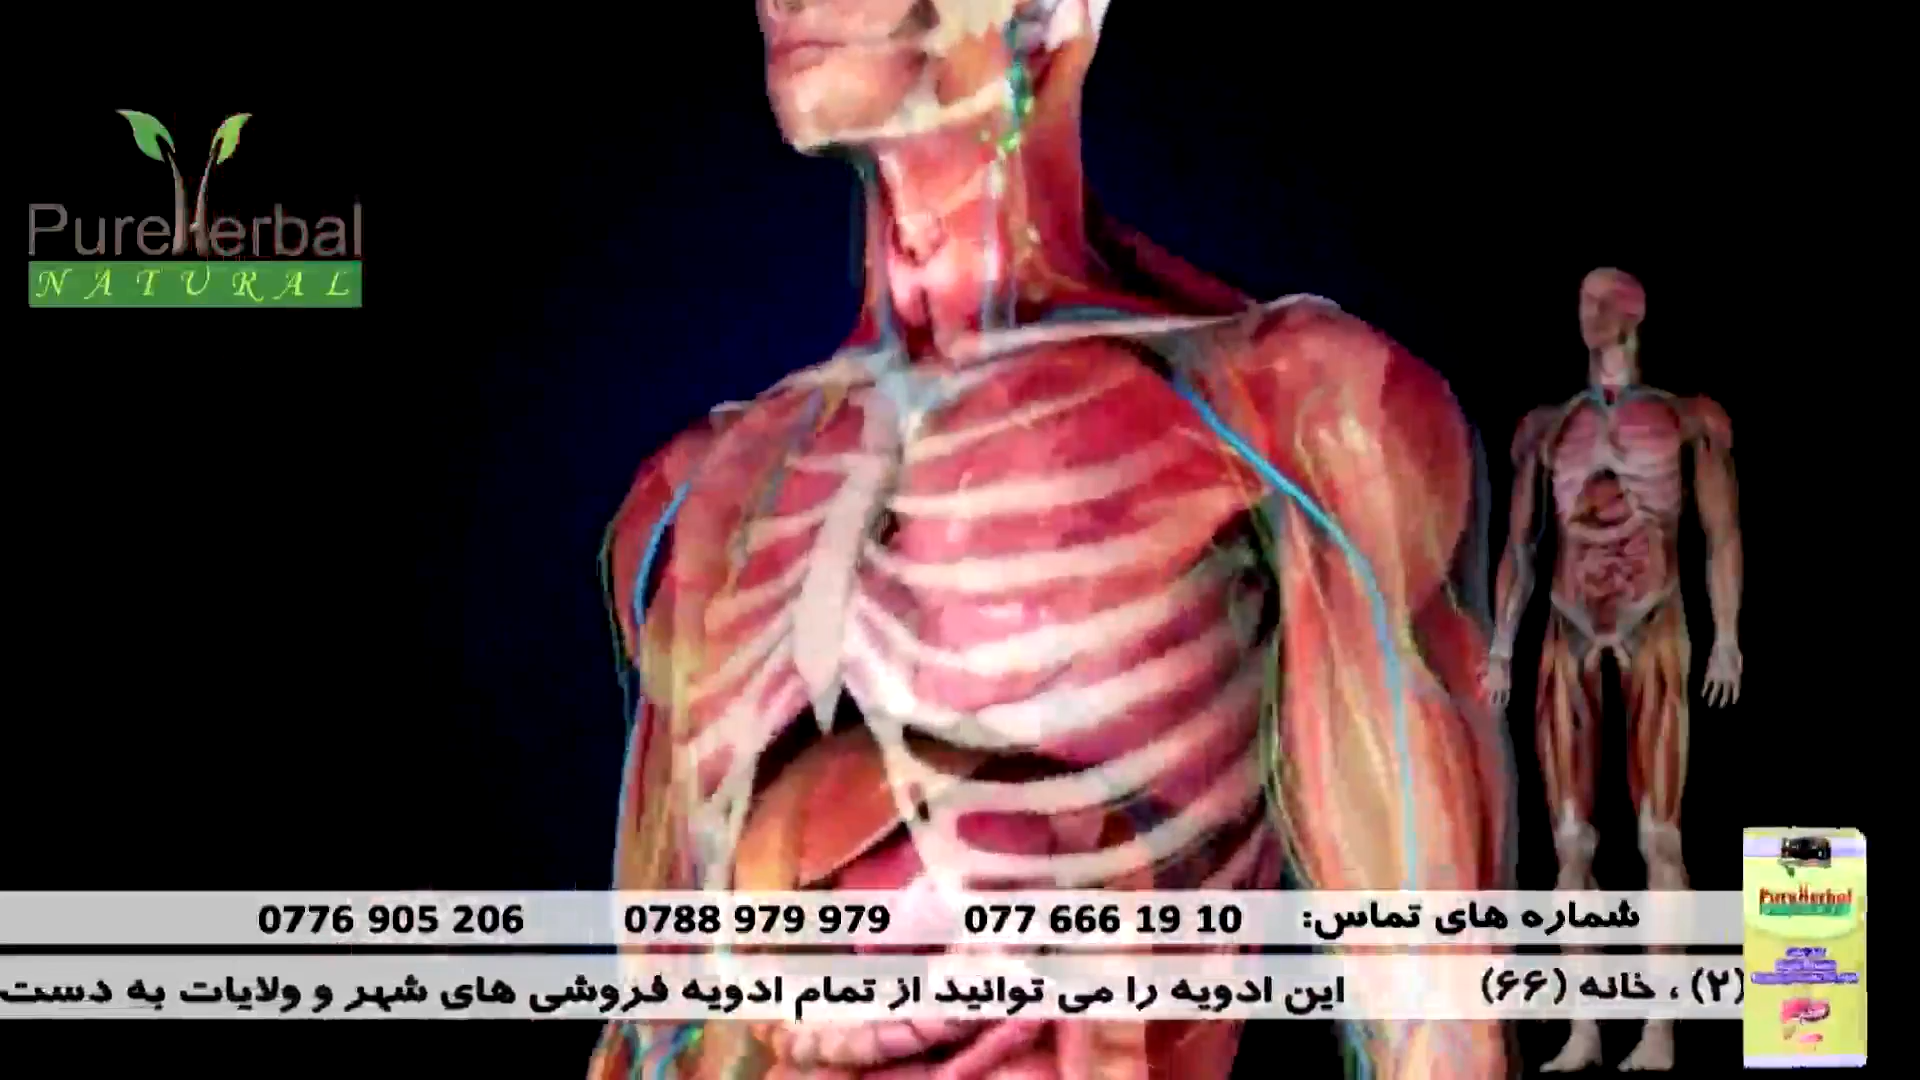 PureHerbal
NATURAL
شماره های تماس: 077 666 19 10 0788 979 979 0776 905 206
(۲) ، خانه (۶۶) این ادویه را می توانید از تمام ادویه فروشی های شهر و ولایات به دست
PureHerbal